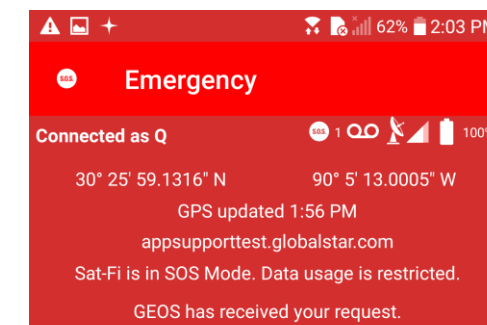 62% 2:03 PM
S.O.S. Emergency
Connected as Q SOS 1 100%
30° 25' 59.1316" N 90° 5' 13.0005" W
GPS updated 1:56 PM
appsupporttest.globalstar.com
Sat-Fi is in SOS Mode. Data usage is restricted.
GEOS has received your request.